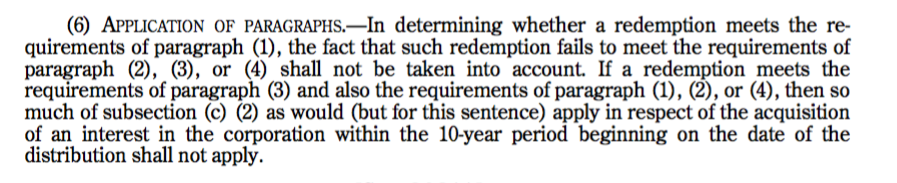 (6) APPLICATION OF PARAGRAPHS.—In determining whether a redemption meets the re-
quirements of paragraph (1), the fact that such redemption fails to meet the requirements of
paragraph (2), (3), or (4) shall not be taken into account. If a redemption meets the
requirements of paragraph (3) and also the requirements of paragraph (1), (2), or (4), then so
much of subsection (c) (2) as would (but for this sentence) apply in respect of the acquisition
of an interest in the corporation within the 10-year period beginning on the date of the
distribution shall not apply.